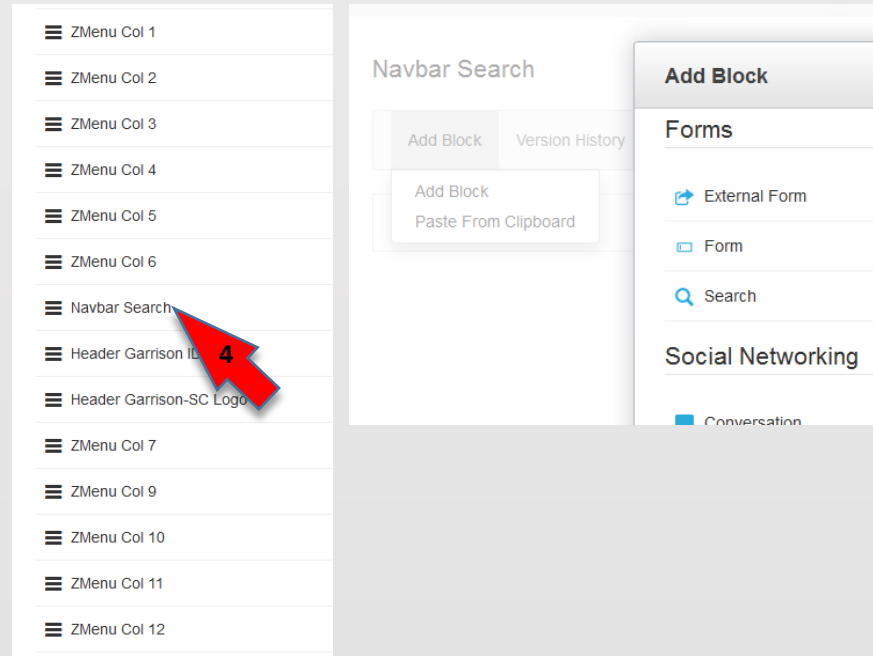 ZMenu Col 1
ZMenu Col 2
ZMenu Col 3
ZMenu Col 4
ZMenu Col 5
ZMenu Col 6
Navbar Search
4
Header Garrison
Header Garrison-SC Logo
ZMenu Col 7
ZMenu Col 9
ZMenu Col 10
ZMenu Col 11
ZMenu Col 12
Navbar Search
Add Block Version History
Add Block
Paste From Clipboard
Add Block
Forms
External Form
Form
Search
Social Networking
Conversation